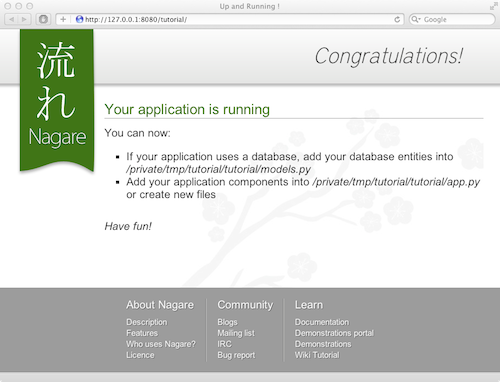 Up and Running !
http://127.0.0.1:8080/tutorial/
Google
流れ
Nagare
Congratulations!
Your application is running
You can now:
If your application uses a database, add your database entities into
/private/tmp/tutorial/tutorial/models.py
Add your application components into /private/tmp/tutorial/tutorial/app.py
or create new files
Have fun!
About Nagare
Description
Features
Who uses Nagare?
Licence
Community
Blogs
Mailing list
IRC
Bug report
Learn
Documentation
Demonstrations portal
Demonstrations
Wiki Tutorial